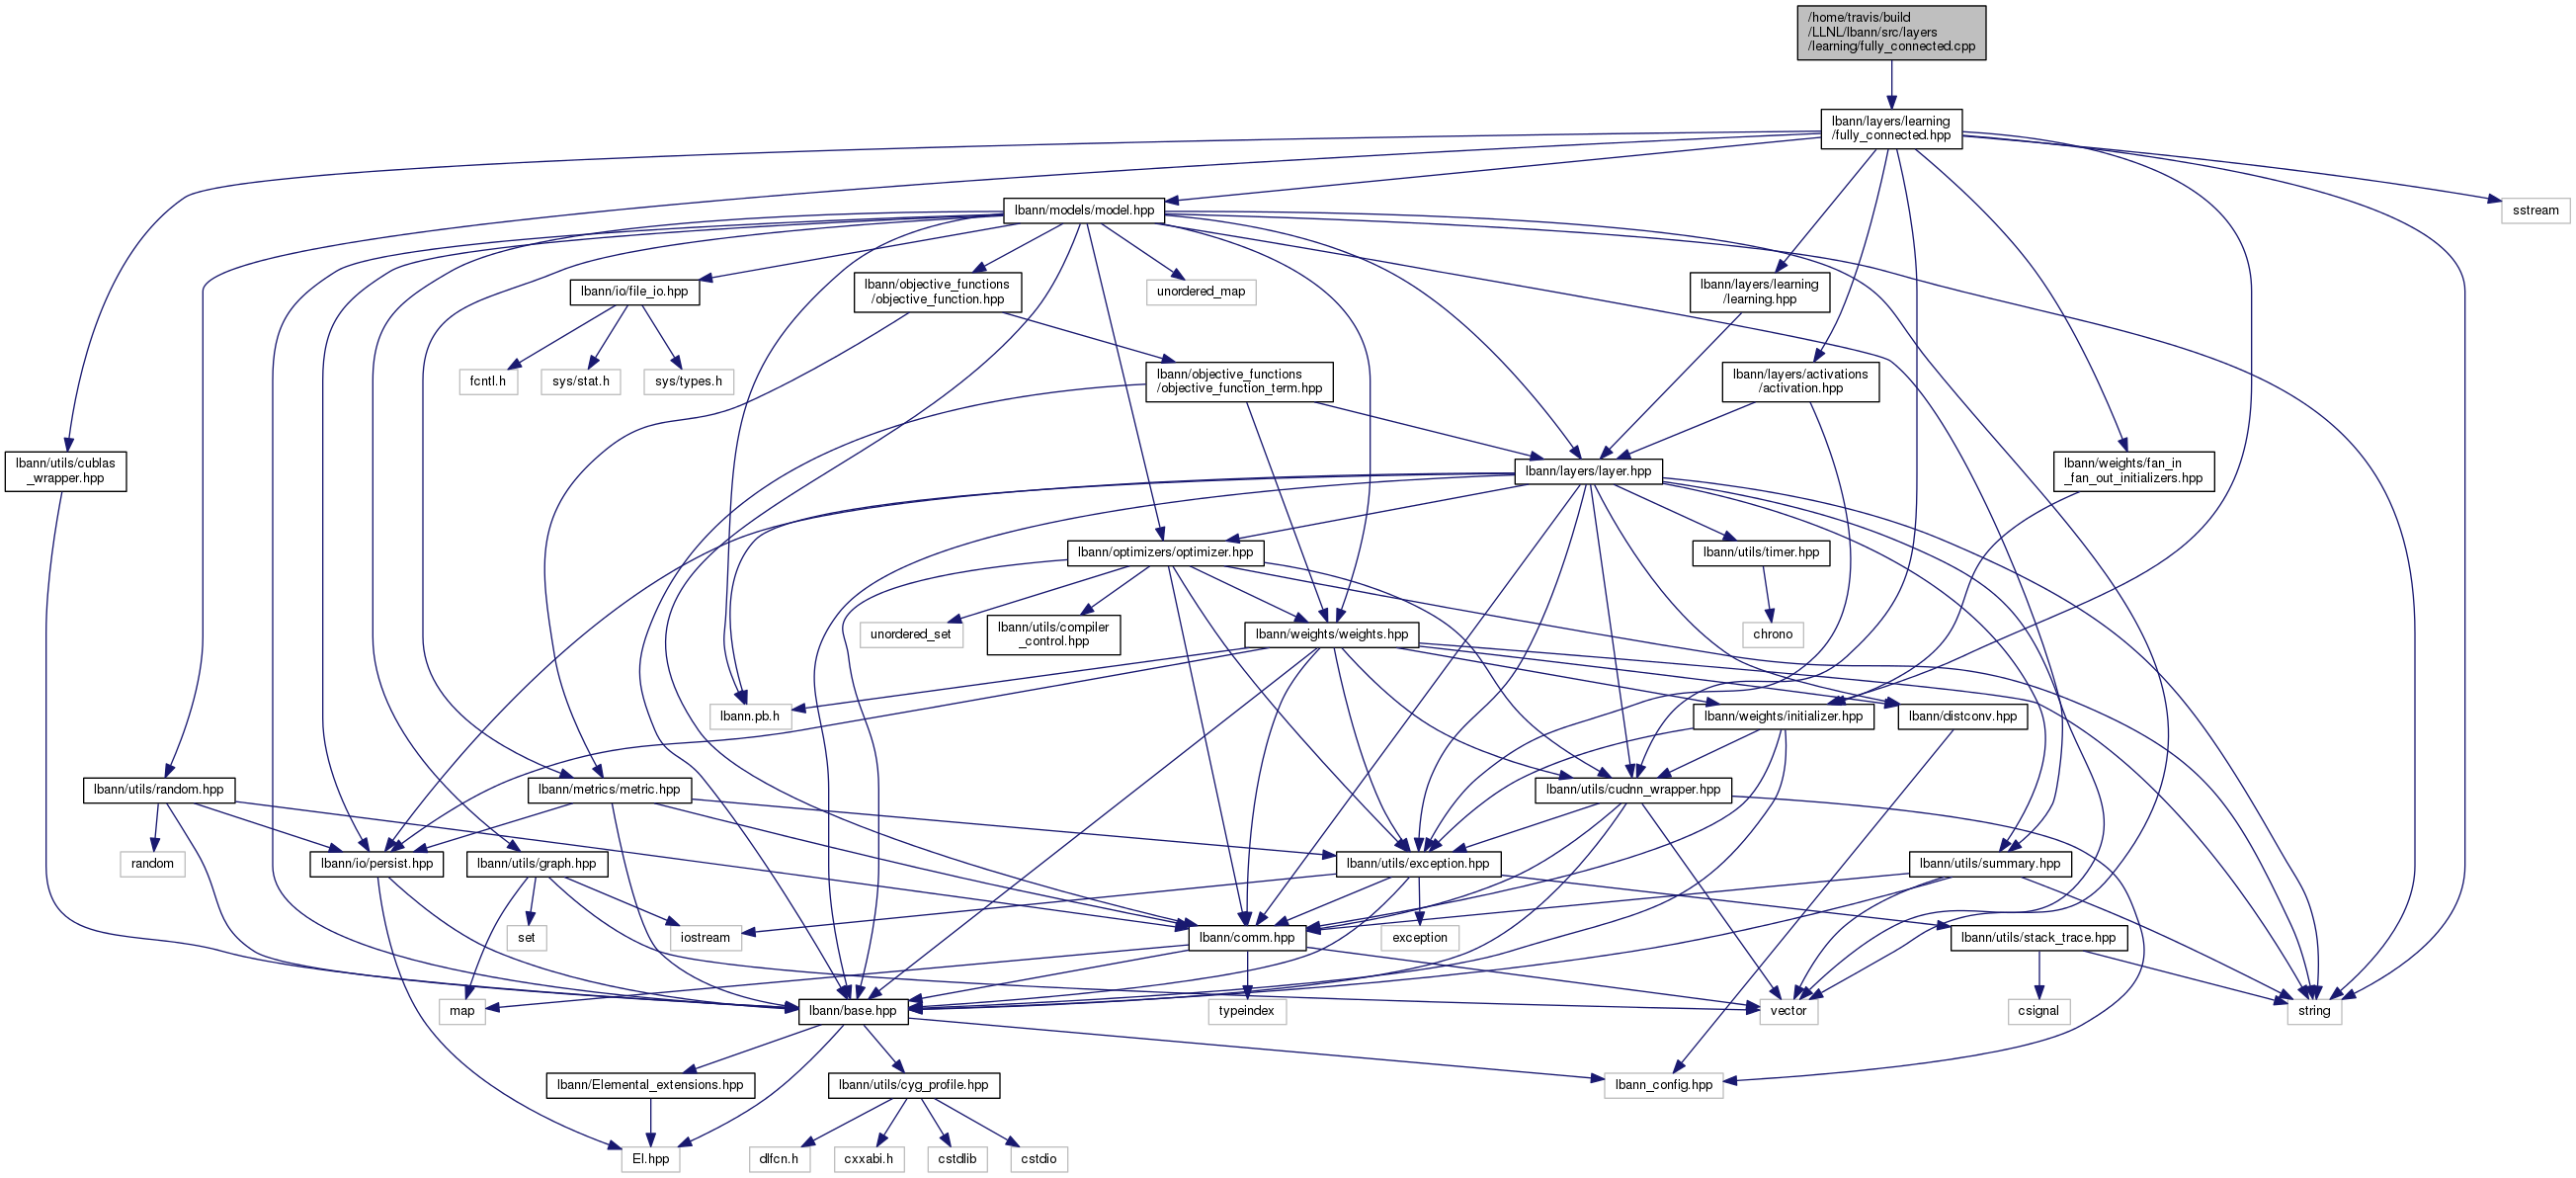 /home/travis/build
/LLNL/lbann/src/layers
/learning/fully_connected.cpp
lbann/layers/learning
/fully_connected.hpp
lbann/models/model.hpp
sstream
lbann/io/file_io.hpp
lbann/objective_functions
/objective_function.hpp
unordered_map
lbann/layers/learning
/learning.hpp
fcntl.h
sys/stat.h
sys/types.h
lbann/objective_functions
/objective_function_term.hpp
lbann/layers/activations
/activation.hpp
lbann/utils/cublas
_wrapper.hpp
lbann/layers/layer.hpp
lbann/weights/fan_in
_fan_out_initializers.hpp
lbann/optimizers/optimizer.hpp
lbann/utils/timer.hpp
unordered_set
lbann/utils/compiler
_control.hpp
lbann/weights/weights.hpp
chrono
lbann.pb.h
lbann/weights/initializer.hpp
lbann/distconv.hpp
lbann/utils/random.hpp
lbann/metrics/metric.hpp
lbann/utils/cudnn_wrapper.hpp
random
lbann/io/persist.hpp
lbann/utils/graph.hpp
lbann/utils/exception.hpp
lbann/utils/summary.hpp
set
iostream
lbann/comm.hpp
exception
lbann/utils/stack_trace.hpp
map
lbann/base.hpp
typeindex
vector
csignal
string
lbann/Elemental_extensions.hpp
lbann/utils/cyg_profile.hpp
lbann_config.hpp
El.hpp
dlfcn.h
cxxabi.h
cstdlib
cstdio